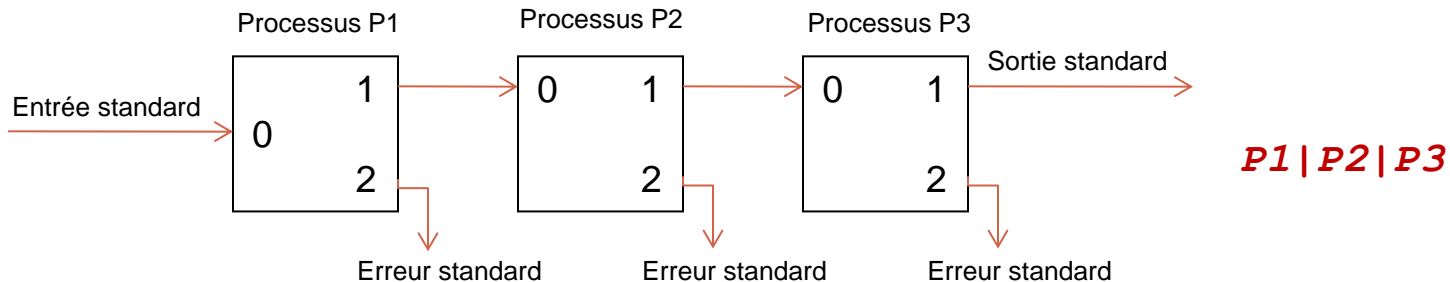 Processus P1
Processus P2
Processus P3
Entrée standard
0
1
2
0
1
2
0
1
2
Sortie standard
Erreur standard
Erreur standard
Erreur standard
P1|P2|P3